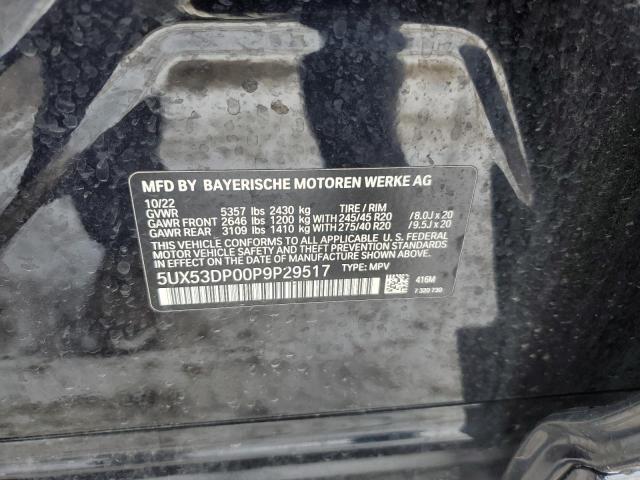 MFD BY BAYERISCHE MOTOREN WERKE AG
10/22 TIRE / RIM
GVWR 5357 lbs 2430 kg
GAWR FRONT 2646 lbs 1200 kg WITH 245/45 R20 / 8.0J x 20
GAWR REAR 3109 lbs 1410 kg WITH 275/40 R20 / 9.5J x 20
THIS VEHICLE CONFORMS TO ALL APPLICABLE U. S. FEDERAL
MOTOR VEHICLE SAFETY, BUMPER, AND THEFT PREVENTION
STANDARDS IN EFFECT ON THE DATE OF MANUFACTURE SHOWN ABOVE.
5UX53DP00P9P29517 TYPE: MPV
416M
7 320 730